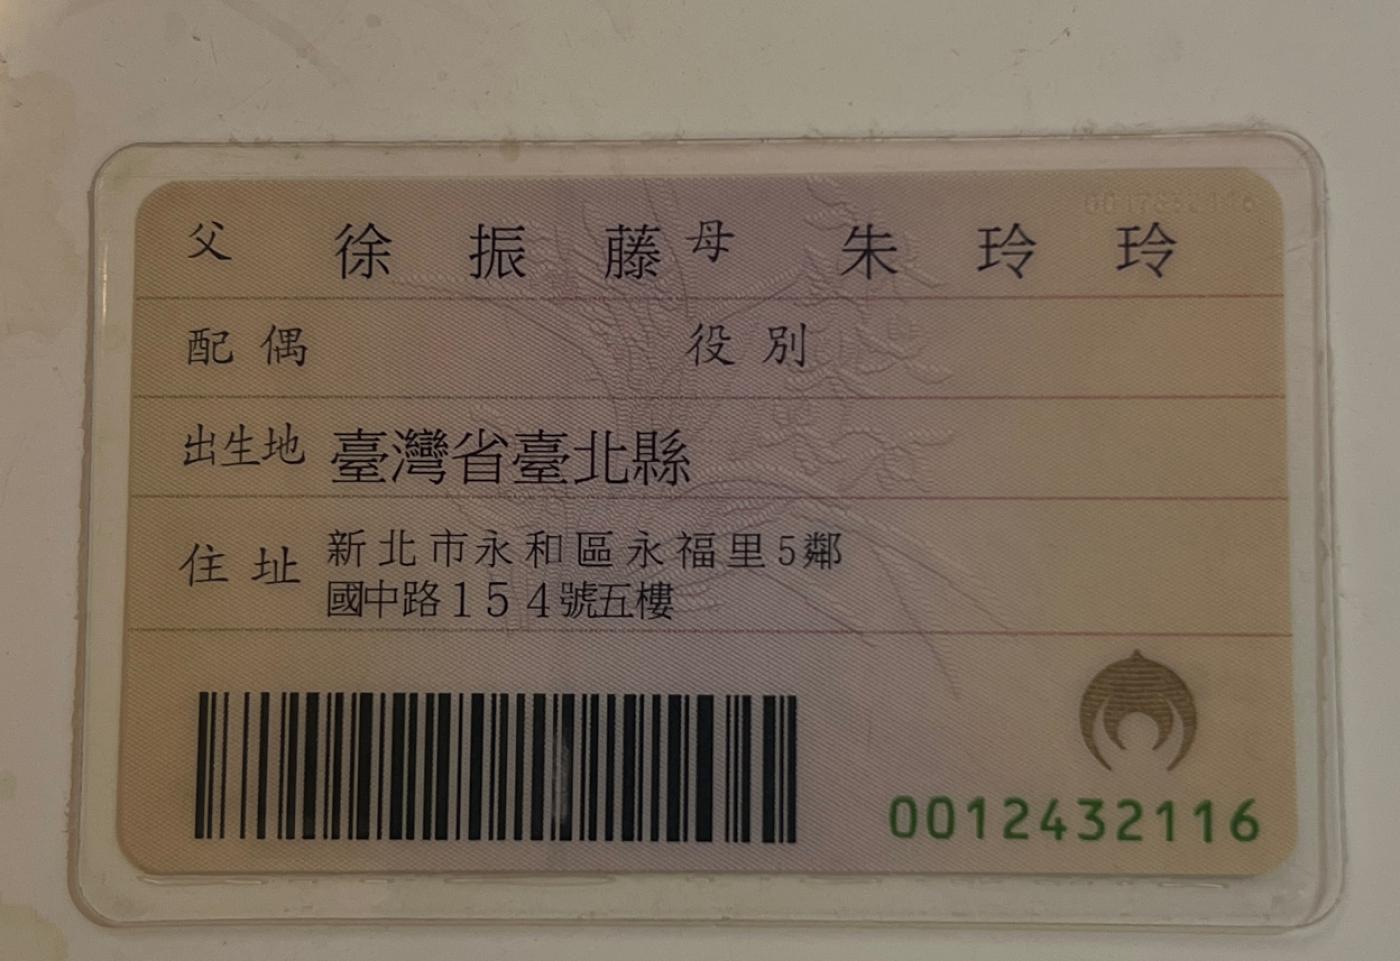 父 徐振藤 母 朱玲玲
配偶 役別
出生地 臺灣省臺北縣
住址 新北市永和區永福里5鄰
國中路154號五樓
0012432116